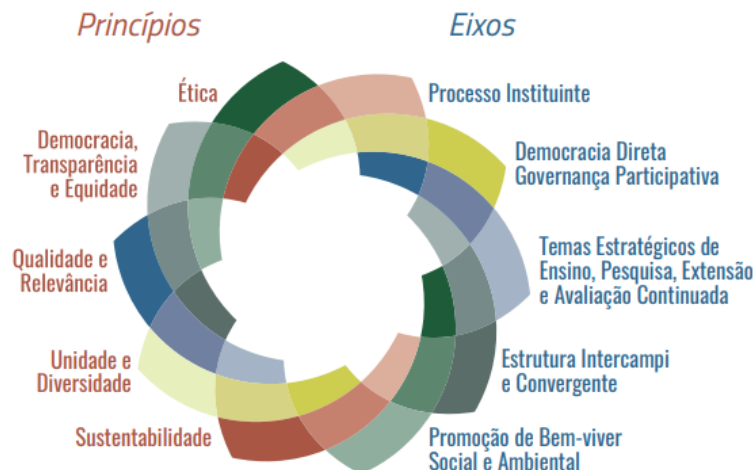 Princípios
Eixos
Ética
Democracia,
Transparência
e Equidade
Qualidade e
Relevância
Unidade e
Diversidade
Sustentabilidade
Processo Instituinte
Democracia Direta
Governança Participativa
Temas Estratégicos de
Ensino, Pesquisa, Extensão
e Avaliação Continuada
Estrutura Intercampi
e Convergente
Promoção de Bem-viver
Social e Ambiental